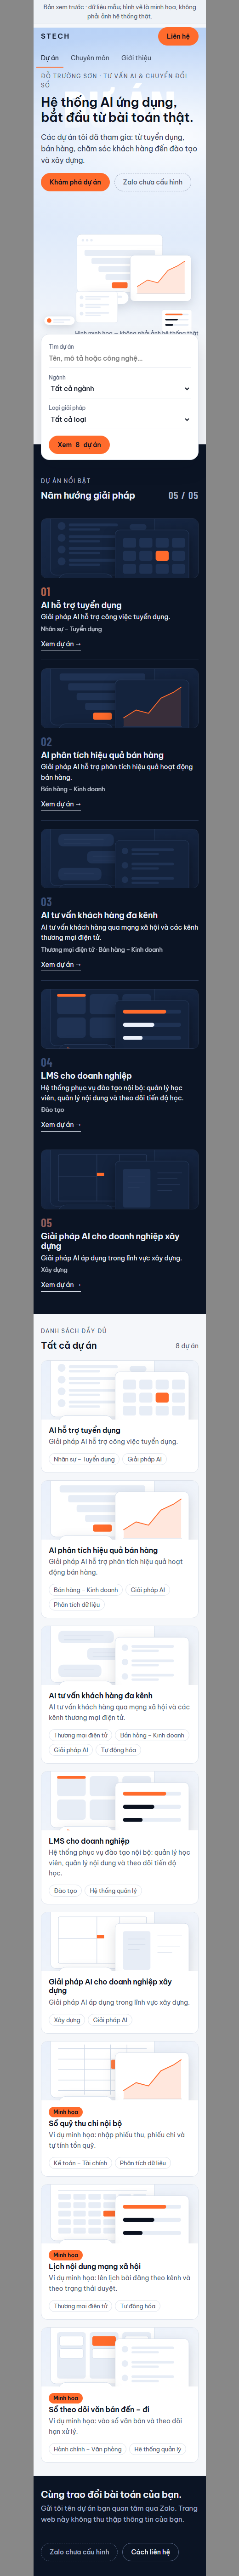 Bản xem trước · dữ liệu mẫu: hình vẽ là minh họa, không
phải ảnh hệ thống thật.
STECH
Liên hệ
Dự án
Chuyên môn
Giới thiệu
ĐỖ TRƯỜNG SƠN · TƯ VẤN AI & CHUYỂN ĐỔI
SỐ
Hệ thống AI ứng dụng,
bắt đầu từ bài toán thật.
Các dự án tôi đã tham gia: từ tuyển dụng,
bán hàng, chăm sóc khách hàng đến đào tạo
và xây dựng.
Khám phá dự án
Zalo chưa cấu hình
Hình minh họa — không phải ảnh hệ thống thật
Tìm dự án
Tên, mô tả hoặc công nghệ...
Ngành
Tất cả ngành
Loại giải pháp
Tất cả loại
Xem 8 dự án
DỰ ÁN NỔI BẬT
Năm hướng giải pháp
05 / 05
01
AI hỗ trợ tuyển dụng
Giải pháp AI hỗ trợ công việc tuyển dụng.
Nhân sự – Tuyển dụng
Xem dự án →
02
AI phân tích hiệu quả bán hàng
Giải pháp AI hỗ trợ phân tích hiệu quả hoạt động
bán hàng.
Bán hàng – Kinh doanh
Xem dự án →
03
AI tư vấn khách hàng đa kênh
AI tư vấn khách hàng qua mạng xã hội và các kênh
thương mại điện tử.
Thương mại điện tử · Bán hàng – Kinh doanh
Xem dự án →
04
LMS cho doanh nghiệp
Hệ thống phục vụ đào tạo nội bộ: quản lý học
viên, quản lý nội dung và theo dõi tiến độ học.
Đào tạo
Xem dự án →
05
Giải pháp AI cho doanh nghiệp xây
dựng
Giải pháp AI áp dụng trong lĩnh vực xây dựng.
Xây dựng
Xem dự án →
DANH SÁCH ĐẦY ĐỦ
Tất cả dự án
8 dự án
AI hỗ trợ tuyển dụng
Giải pháp AI hỗ trợ công việc tuyển dụng.
Nhân sự – Tuyển dụng
Giải pháp AI
AI phân tích hiệu quả bán hàng
Giải pháp AI hỗ trợ phân tích hiệu quả hoạt
động bán hàng.
Bán hàng – Kinh doanh
Giải pháp AI
Phân tích dữ liệu
AI tư vấn khách hàng đa kênh
AI tư vấn khách hàng qua mạng xã hội và các
kênh thương mại điện tử.
Thương mại điện tử
Bán hàng – Kinh doanh
Giải pháp AI
Tự động hóa
LMS cho doanh nghiệp
Hệ thống phục vụ đào tạo nội bộ: quản lý học
viên, quản lý nội dung và theo dõi tiến độ
học.
Đào tạo
Hệ thống quản lý
Giải pháp AI cho doanh nghiệp xây
dựng
Giải pháp AI áp dụng trong lĩnh vực xây dựng.
Xây dựng
Giải pháp AI
Minh họa
Sổ quỹ thu chi nội bộ
Ví dụ minh họa: nhập phiếu thu, phiếu chi và
tự tính tồn quỹ.
Kế toán – Tài chính
Phân tích dữ liệu
Minh họa
Lịch nội dung mạng xã hội
Ví dụ minh họa: lên lịch bài đăng theo kênh và
theo trạng thái duyệt.
Thương mại điện tử
Tự động hóa
Minh họa
Sổ theo dõi văn bản đến – đi
Ví dụ minh họa: vào sổ văn bản và theo dõi
hạn xử lý.
Hành chính – Văn phòng
Hệ thống quản lý
Cùng trao đổi bài toán của bạn.
Gửi tôi tên dự án bạn quan tâm qua Zalo. Trang
web này không thu thập thông tin của bạn.
Zalo chưa cấu hình
Cách liên hệ